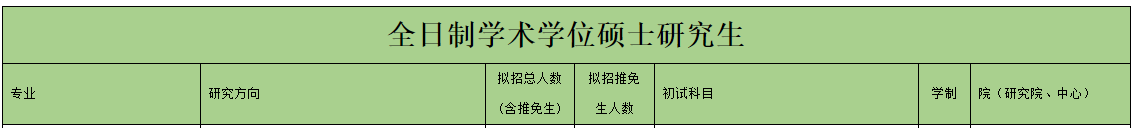 全日制学术学位硕士研究生
专业
研究方向
拟招总人数
(含推免生)
拟招推免
生人数
初试科目
学制
院（研究院、中心）